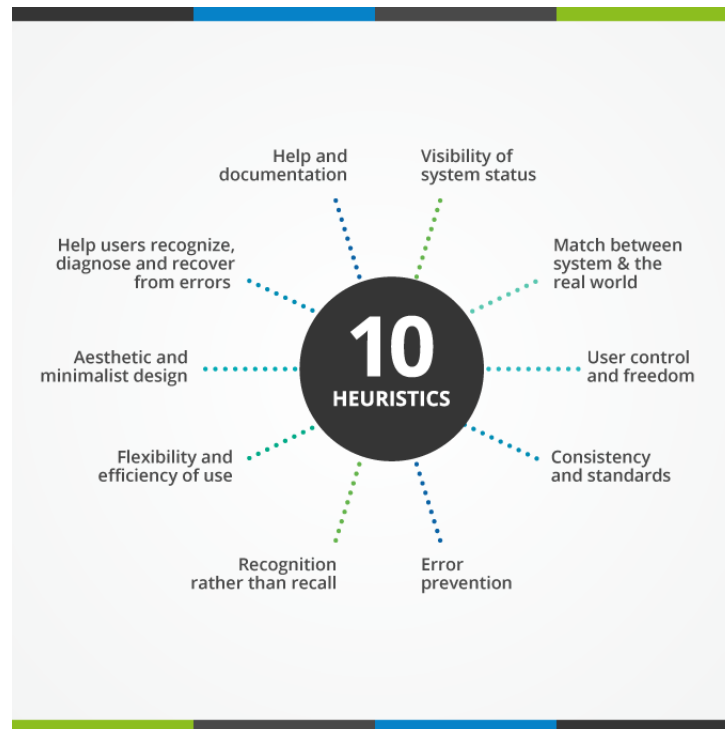 10
HEURISTICS
Visibility of
system status
Match between
system & the
real world
User control
and freedom
Consistency
and standards
Error
prevention
Recognition
rather than recall
Flexibility and
efficiency of use
Aesthetic and
minimalist design
Help users recognize,
diagnose and recover
from errors
Help and
documentation